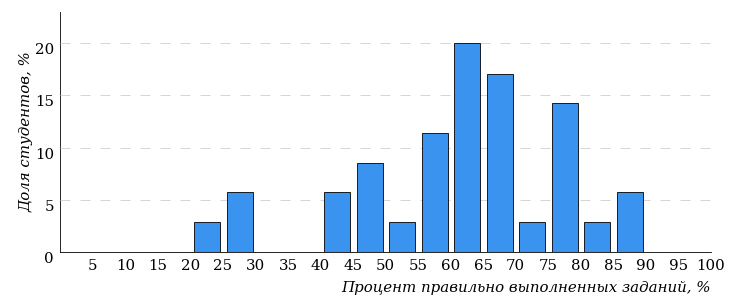 Доля студентов, %
20
15
10
5
0
5 10 15 20 25 30 35 40 45 50 55 60 65 70 75 80 85 90 95 100
Процент правильно выполненных заданий, %